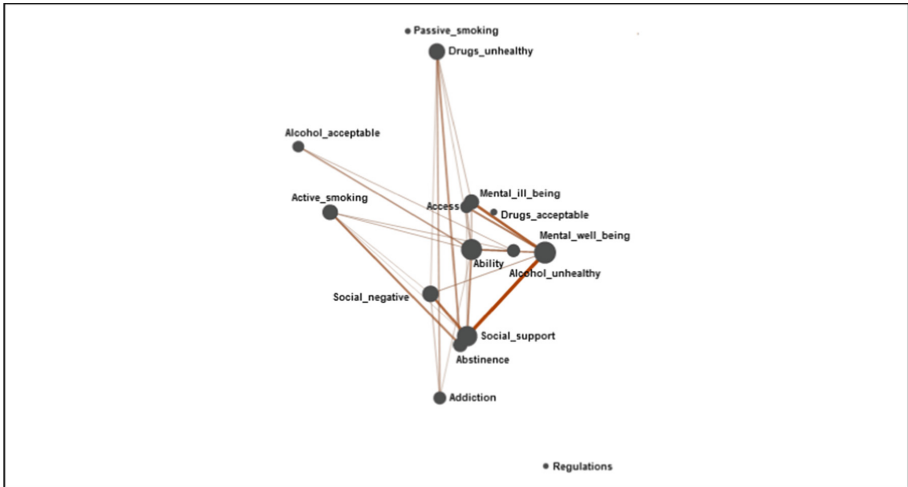 Passive_smoking
Drugs_unhealthy
Alcohol_acceptable
Mental_ill_being
Active_smoking
Access
Drugs_acceptable
Mental_well_being
Ability
Alcohol_unhealthy
Social_negative
Social_support
Abstinence
Addiction
Regulations